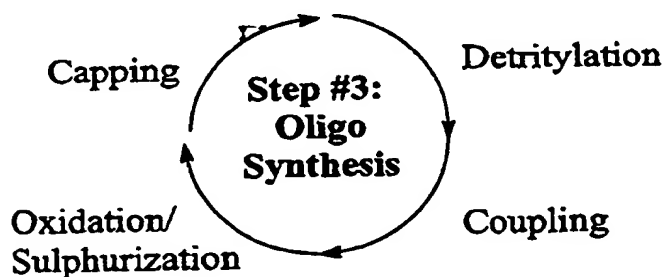 Capping
Step #3:
Oligo
Synthesis
Detritylation
Oxidation/
Sulphurization
Coupling